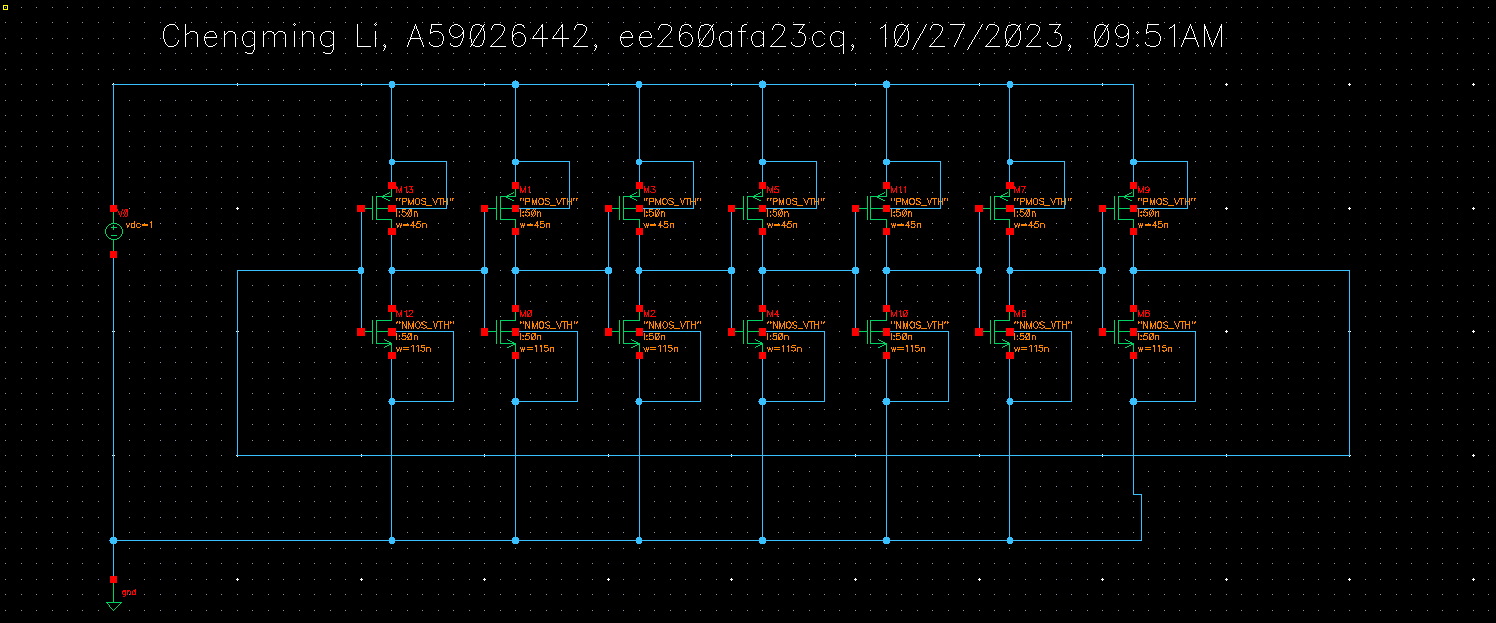 Chengming Li, A59026442, ee260afa23cq, 10/27/2023, 09:51AM
M13 M1 M3 M5 M11 M7 M9
"PMOS_VTH" "PMOS_VTH" "PMOS_VTH" "PMOS_VTH" "PMOS_VTH" "PMOS_VTH" "PMOS_VTH"
V0 l:50n l:50n l:50n l:50n l:50n l:50n l:50n
vdc=1 w=45n w=45n w=45n w=45n w=45n w=45n w=45n
M12 M0 M2 M4 M10 M8 M6
"NMOS_VTH" "NMOS_VTH" "NMOS_VTH" "NMOS_VTH" "NMOS_VTH" "NMOS_VTH" "NMOS_VTH"
l:50n l:50n l:50n l:50n l:50n l:50n l:50n
w=115n w=115n w=115n w=115n w=115n w=115n w=115n
gnd